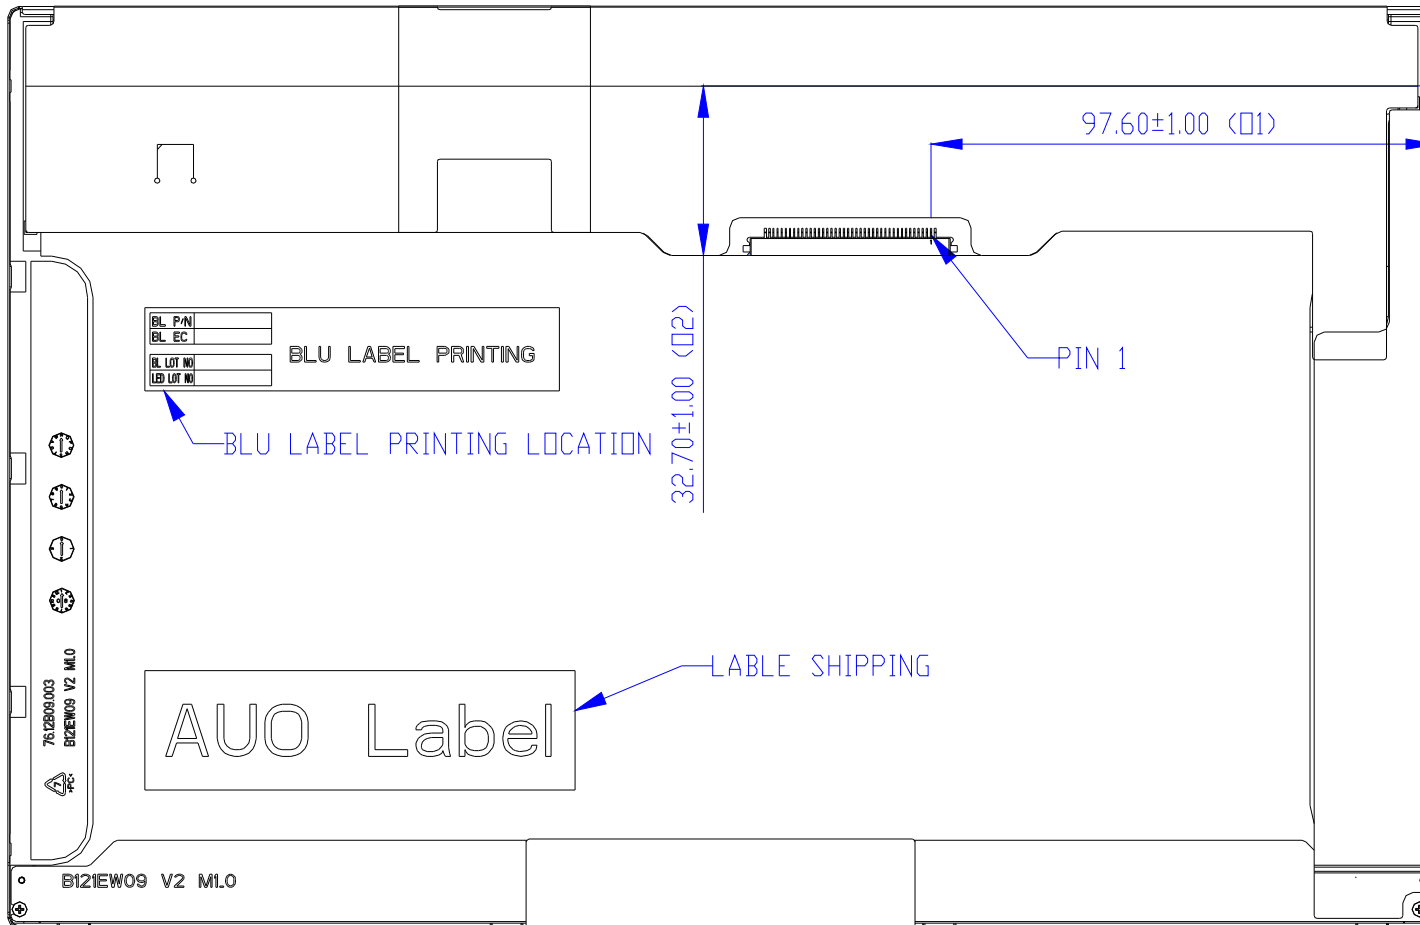 97.60±1.00 (▯1)
32.70±1.00 (▯2)
PIN 1
BL P/N
BL EC
BL LOT NO
LED LOT NO
BLU LABEL PRINTING
BLU LABEL PRINTING LOCATION
LABLE SHIPPING
AUO Label
76.12B09.003
B121EW09 V2 M1.0
7
>PC<
B121EW09 V2 M1.0